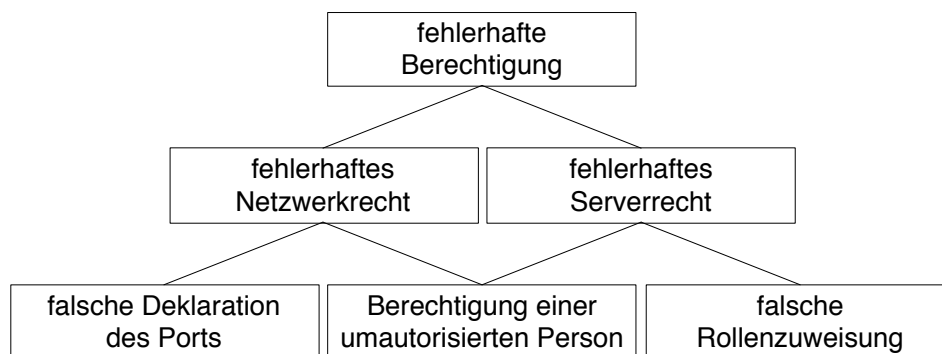 fehlerhafte
Berechtigung
fehlerhaftes
Netzwerkrecht
fehlerhaftes
Serverrecht
falsche Deklaration
des Ports
Berechtigung einer
umautorisierten Person
falsche
Rollenzuweisung